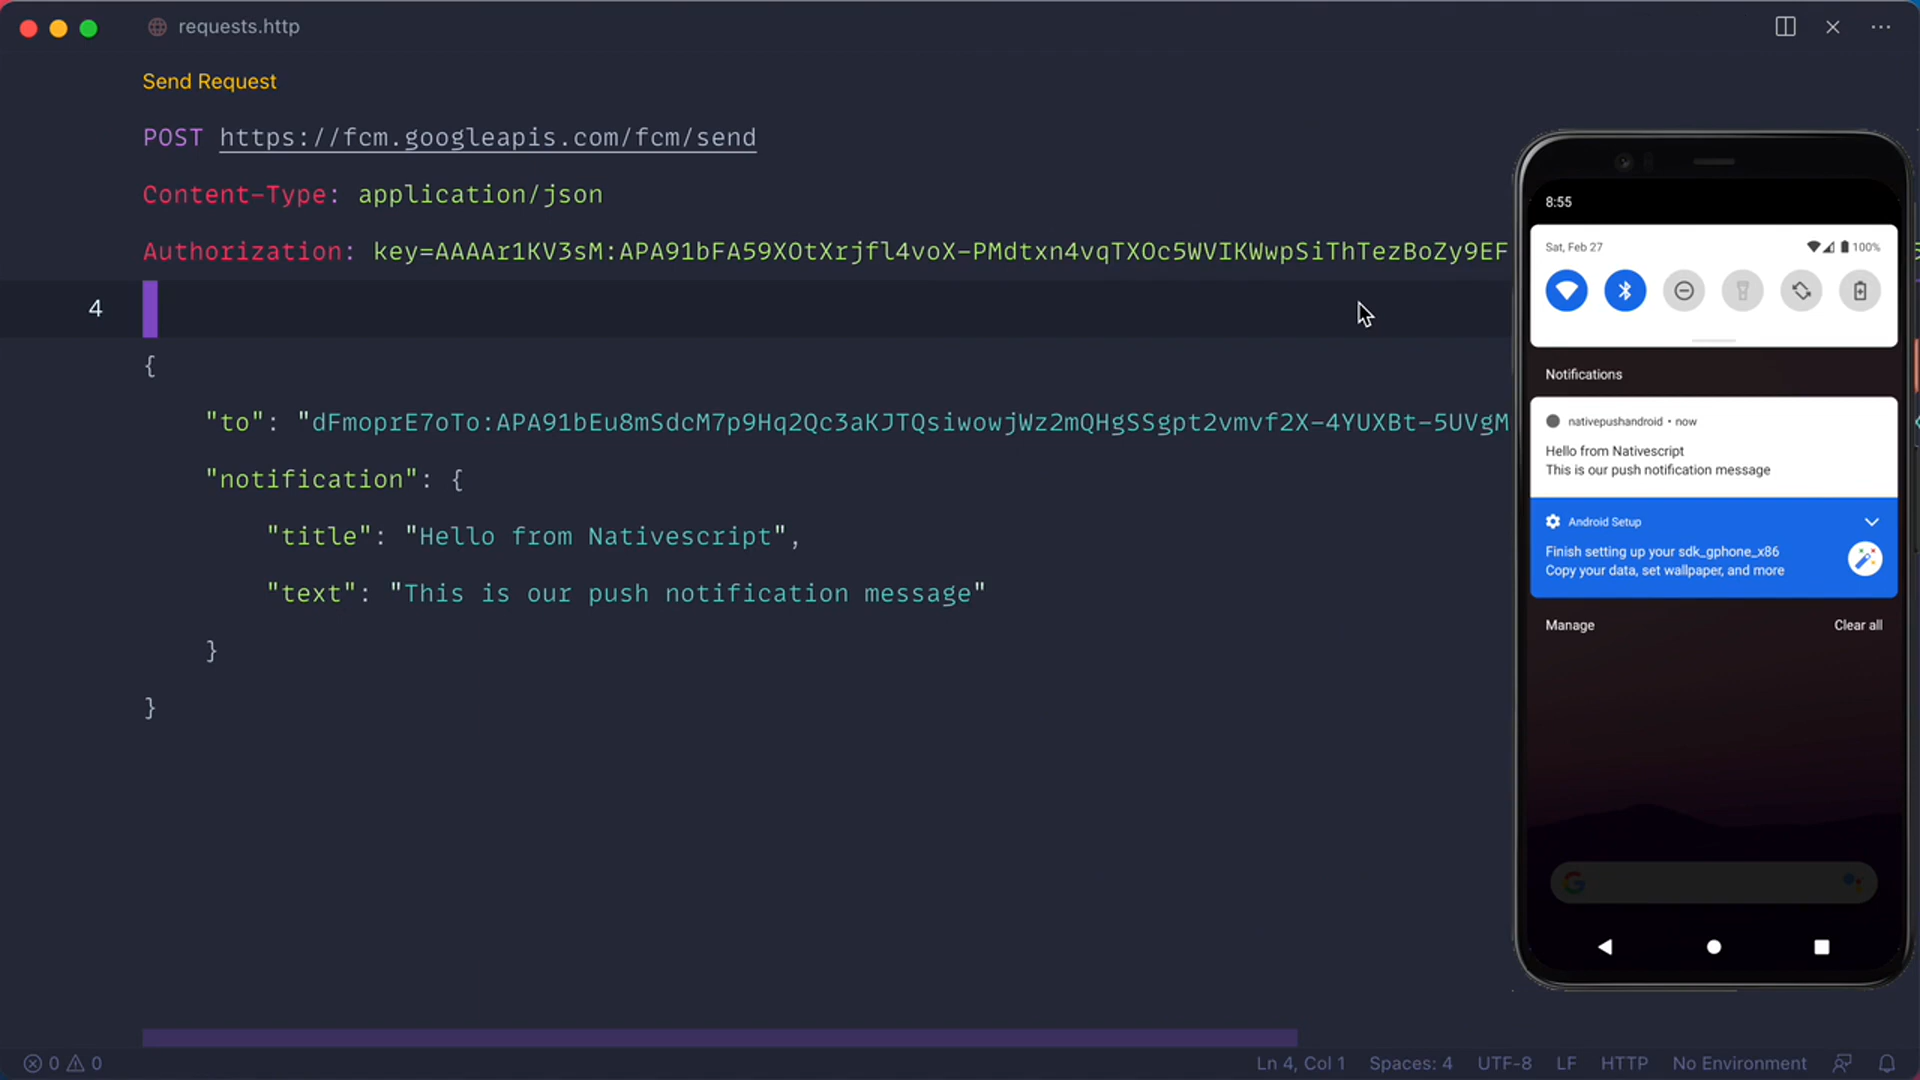 requests.http
Send Request
POST https://fcm.googleapis.com/fcm/send
Content-Type: application/json
Authorization: key=AAAAr1KV3sM:APA91bFA59XOtXrjfl4voX-PMdtxn4vqTXOc5WVIKWwpSiThTezBoZy9EF
4
{
"to": "dFmoprE7oTo:APA91bEu8mSdcM7p9Hq2Qc3aKJTQsiwowjWz2mQHgSSgpt2vmvf2X-4YUXBt-5UVgM
"notification": {
"title": "Hello from Nativescript",
"text": "This is our push notification message"
}
}
0 0
Ln 4, Col 1 Spaces: 4 UTF-8 LF HTTP No Environment
8:55
Sat, Feb 27 100%
Notifications
nativepushandroid • now
Hello from Nativescript
This is our push notification message
Android Setup
Finish setting up your sdk_gphone_x86
Copy your data, set wallpaper, and more
Manage Clear all